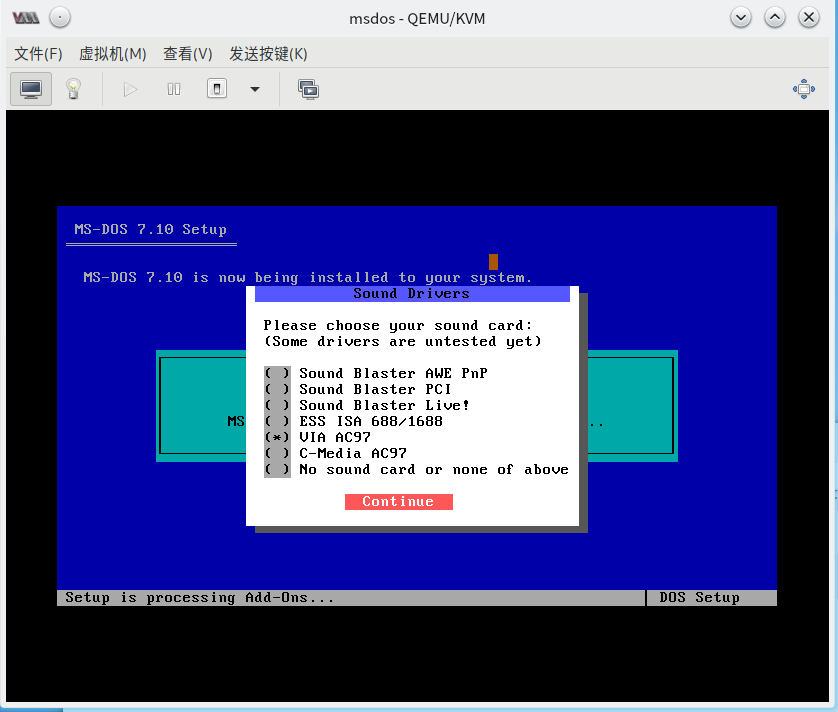 msdos - QEMU/KVM
文件(F) 虚拟机(M) 查看(V) 发送按键(K)
MS-DOS 7.10 Setup
MS-DOS 7.10 is now being installed to your system.
Sound Drivers
Please choose your sound card:
(Some drivers are untested yet)
( ) Sound Blaster AWE PnP
( ) Sound Blaster PCI
( ) Sound Blaster Live!
( ) ESS ISA 688/1688
(*) VIA AC97
( ) C-Media AC97
( ) No sound card or none of above
MS
..
Continue
Setup is processing Add-Ons...
DOS Setup